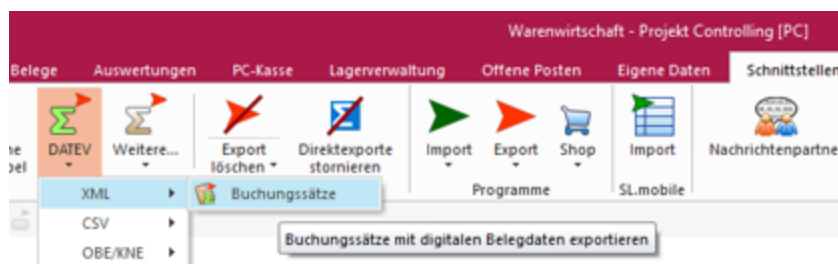 Warenwirtschaft - Projekt Controlling [PC]
Belege Auswertungen PC-Kasse Lagerverwaltung Offene Posten Eigene Daten Schnittstellen
DATEV Weitere... Export Direktexporte Import Export Shop Import Nachrichtenpartne
löschen stornieren
Programme SL.mobile
XML Buchungssätze
CSV
Buchungssätze mit digitalen Belegdaten exportieren
OBE/KNE